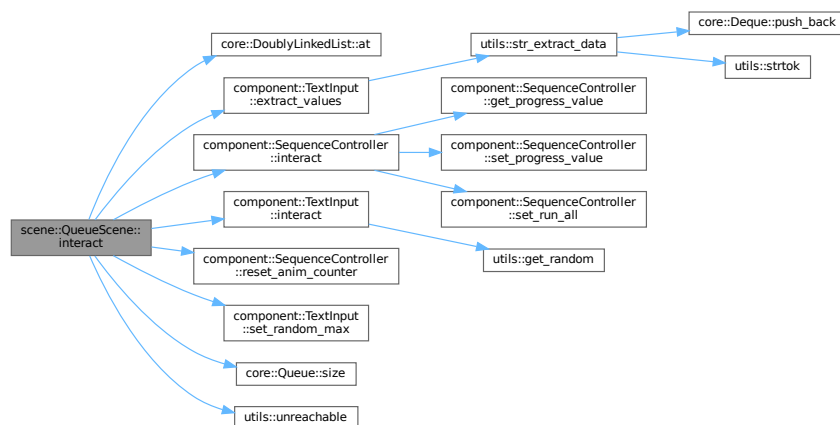 scene::QueueScene::
interact
core::DoublyLinkedList::at
component::TextInput
::extract_values
utils::str_extract_data
core::Deque::push_back
utils::strtok
component::SequenceController
::interact
component::SequenceController
::get_progress_value
component::SequenceController
::set_progress_value
component::SequenceController
::set_run_all
component::TextInput
::interact
utils::get_random
component::SequenceController
::reset_anim_counter
component::TextInput
::set_random_max
core::Queue::size
utils::unreachable